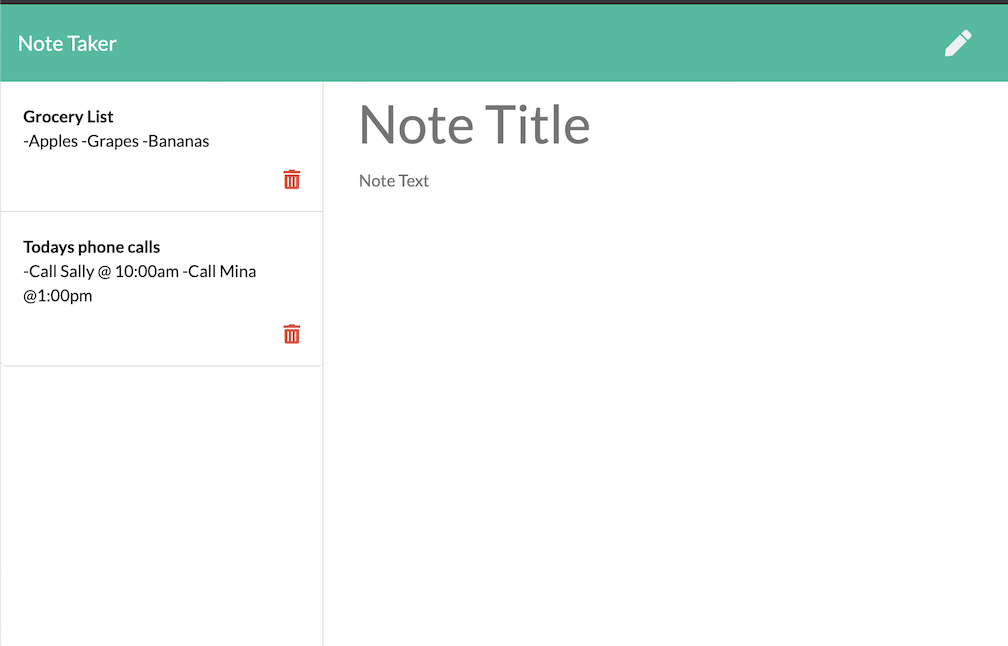 Note Taker
Grocery List
-Apples -Grapes -Bananas
Todays phone calls
-Call Sally @ 10:00am -Call Mina
@1:00pm
Note Title
Note Text